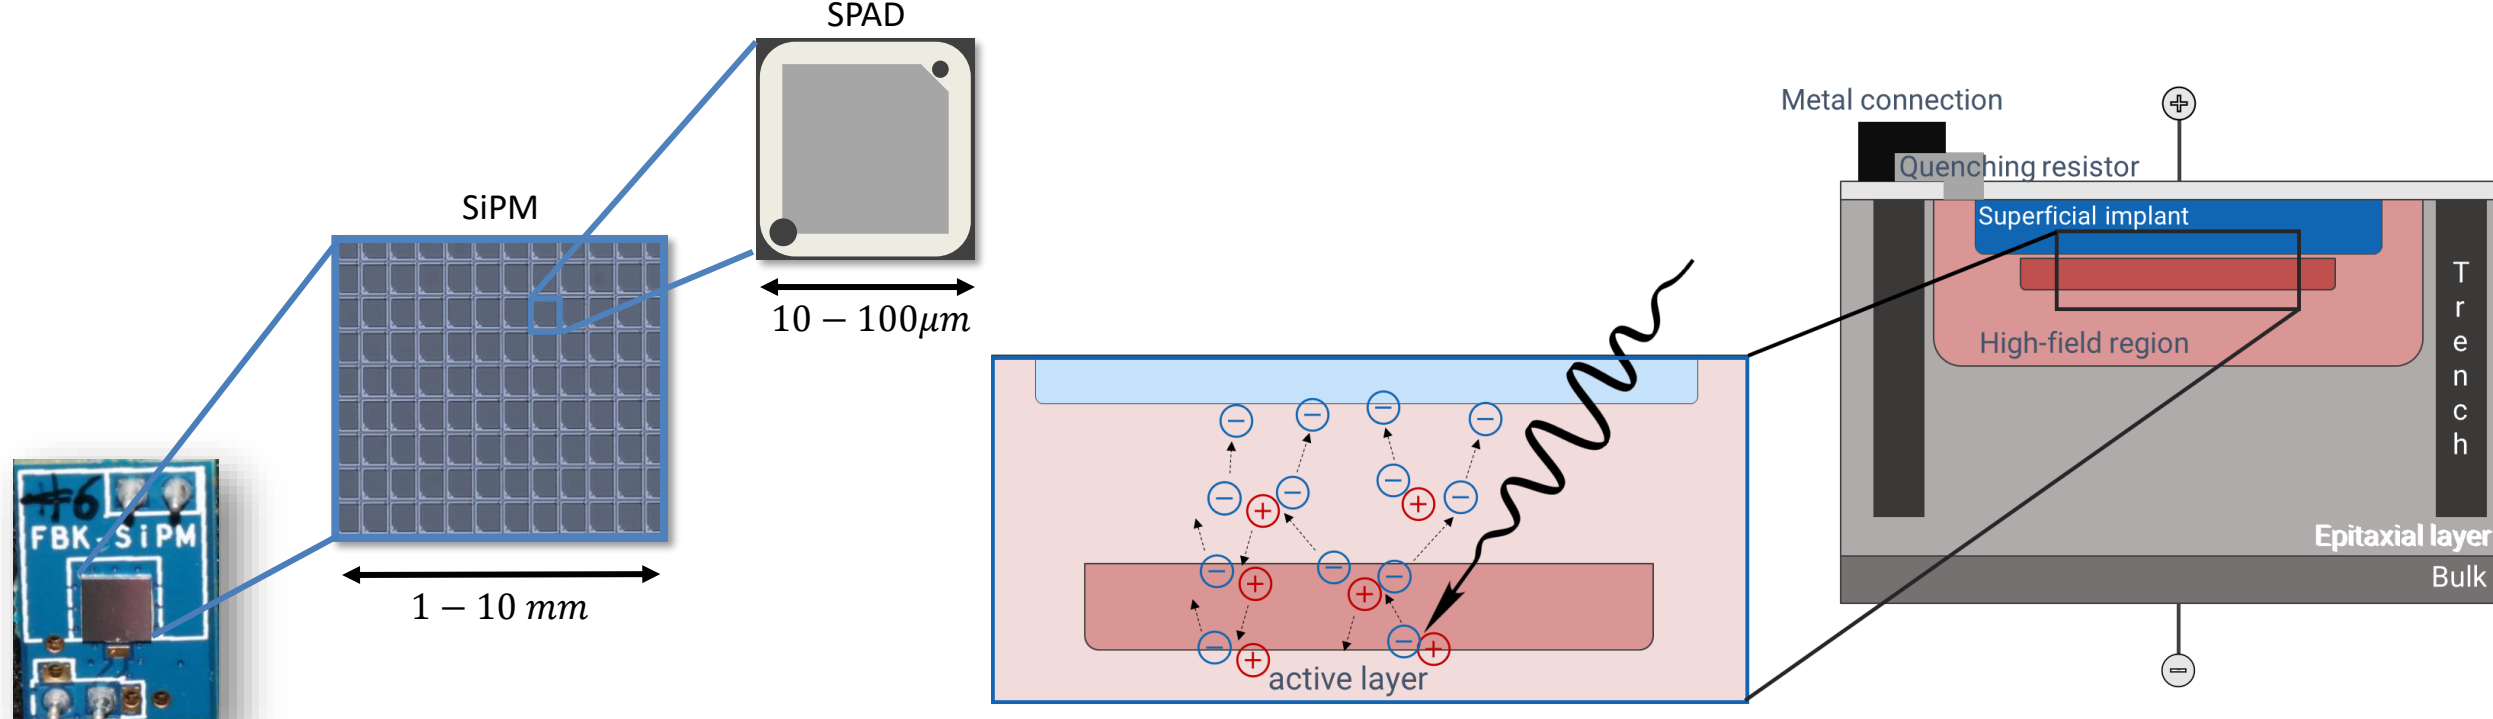 SPAD
10 − 100μm
SiPM
1 − 10 mm
#6
FBK-SiPM
active layer
Metal connection
Quenching resistor
Superficial implant
High-field region
Trench
Epitaxial layer
Bulk